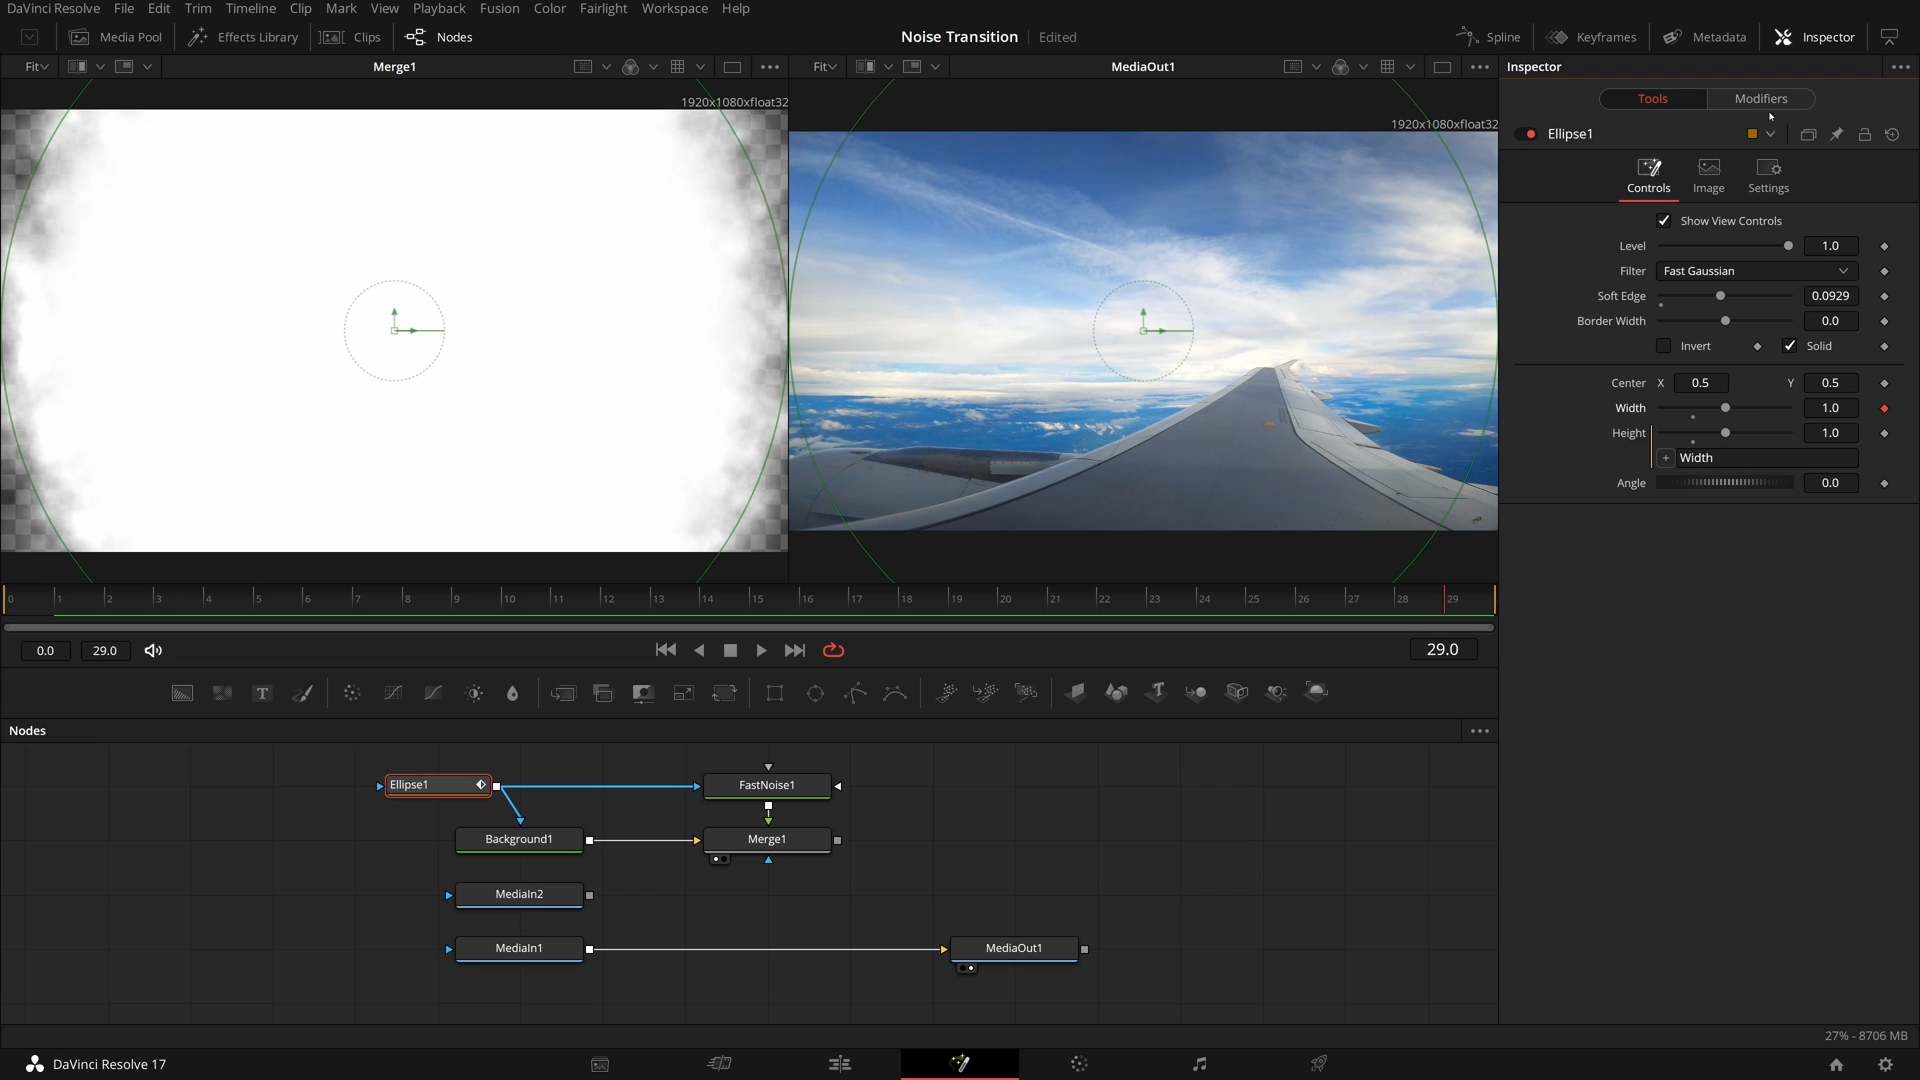 DaVinci Resolve File Edit Trim Timeline Clip Mark View Playback Fusion Color Fairlight Workspace Help
Media Pool Effects Library Clips Nodes Noise Transition Edited Spline Keyframes Metadata Inspector
Fit Merge1 Fit MediaOut1 Inspector
1920x1080xfloat32
1920x1080xfloat32
Tools Modifiers
Ellipse1
Controls Image Settings
Show View Controls
Level 1.0
Filter Fast Gaussian
Soft Edge 0.0929
Border Width 0.0
Invert Solid
Center X 0.5 Y 0.5
Width 1.0
Height 1.0
+ Width
Angle 0.0
0 1 2 3 4 5 6 7 8 9 10 11 12 13 14 15 16 17 18 19 20 21 22 23 24 25 26 27 28 29
0.0 29.0 29.0
T
Nodes
Ellipse1 FastNoise1
Background1 Merge1
MediaIn2
MediaIn1 MediaOut1
27% - 8706 MB
DaVinci Resolve 17